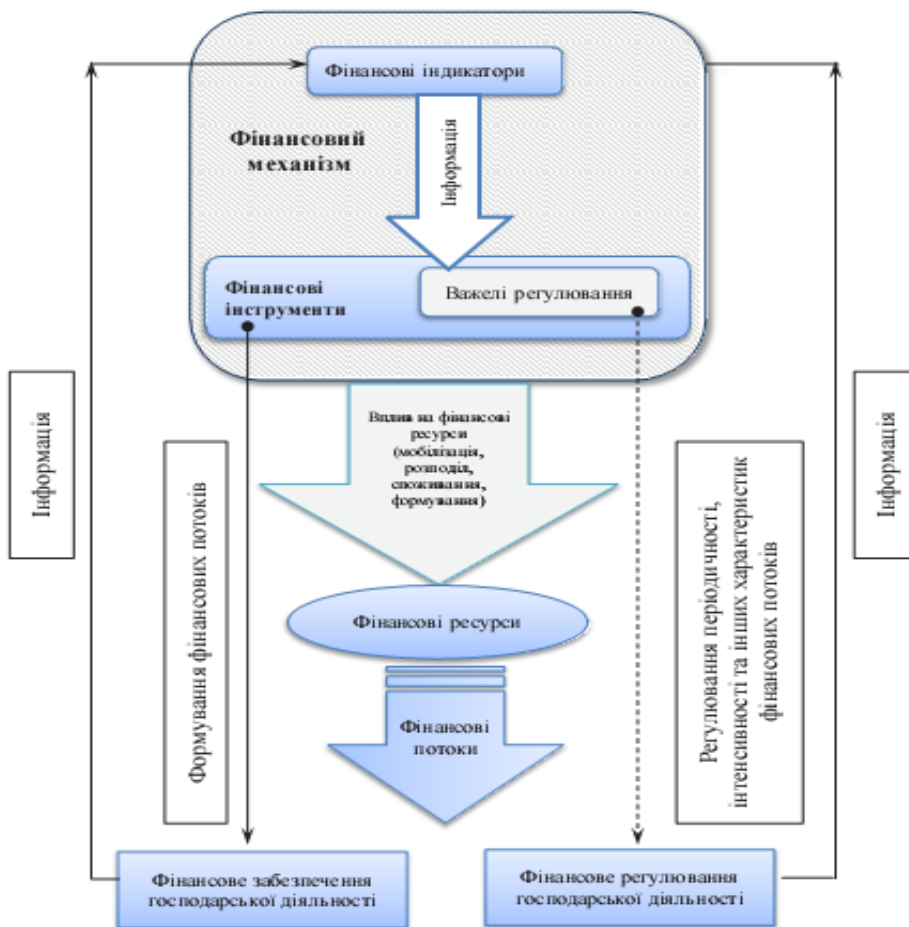 Фінансові індикатори
Інформація
Фінансовий
механізм
Фінансові
інструменти
Важелі регулювання
Інформація
Формування фінансових потоків
Вплив на фінансові
ресурси
(мобілізація,
розподіл,
споживання,
формування)
Регулювання періодичності,
інтенсивності та інших характеристик
фінансових потоків
Інформація
Фінансові ресурси
Фінансові
потоки
Фінансове забезпечення
господарської діяльності
Фінансове регулювання
господарської діяльності